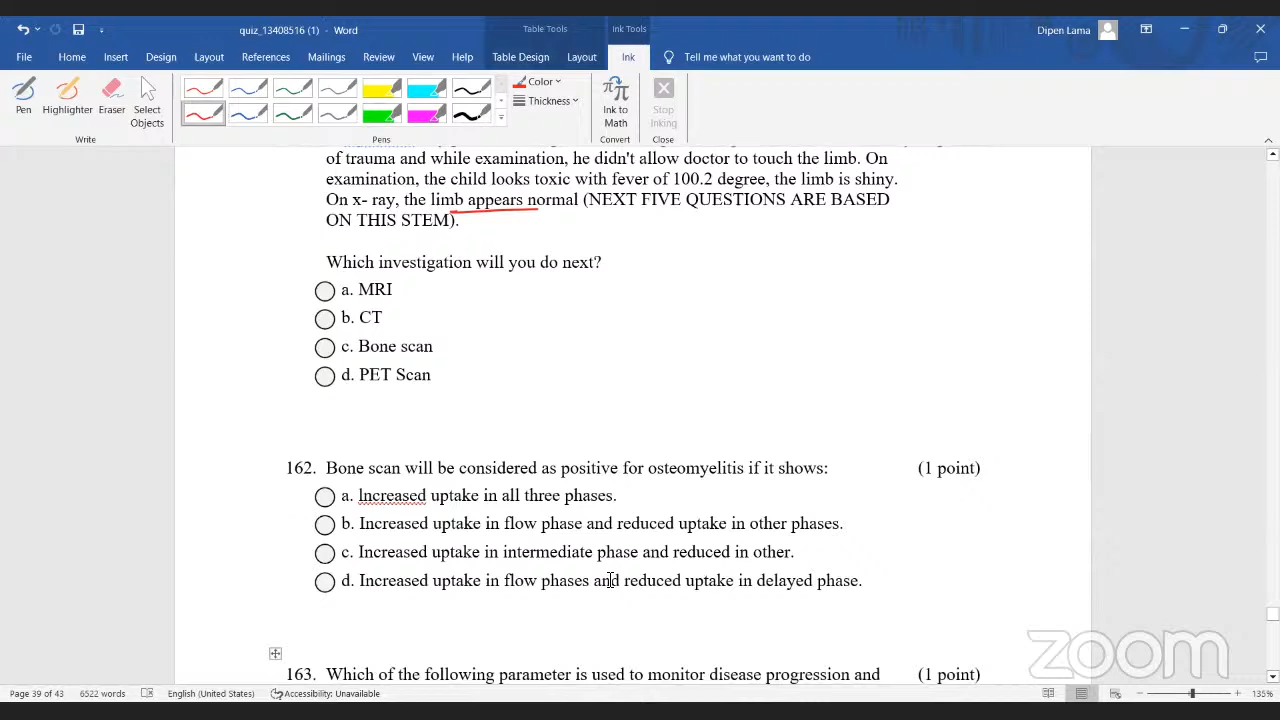 quiz_13408516 (1) - Word
Table Tools
Ink Tools
Dipen Lama
File Home Insert Design Layout References Mailings Review View Help Table Design Layout Ink Tell me what you want to do
Pen
Highlighter
Eraser
Select Objects
Color
Thickness
Ink to Math
Stop Inking
Write
Pens
Convert
Close
of trauma and while examination, he didn't allow doctor to touch the limb. On
examination, the child looks toxic with fever of 100.2 degree, the limb is shiny.
On x- ray, the limb appears normal (NEXT FIVE QUESTIONS ARE BASED
ON THIS STEM).
Which investigation will you do next?
a. MRI
b. CT
c. Bone scan
d. PET Scan
162. Bone scan will be considered as positive for osteomyelitis if it shows: (1 point)
a. lncreased uptake in all three phases.
b. Increased uptake in flow phase and reduced uptake in other phases.
c. Increased uptake in intermediate phase and reduced in other.
d. Increased uptake in flow phases and reduced uptake in delayed phase.
163. Which of the following parameter is used to monitor disease progression and (1 point)
zoom
Page 39 of 43 6522 words English (United States) Accessibility: Unavailable 135%